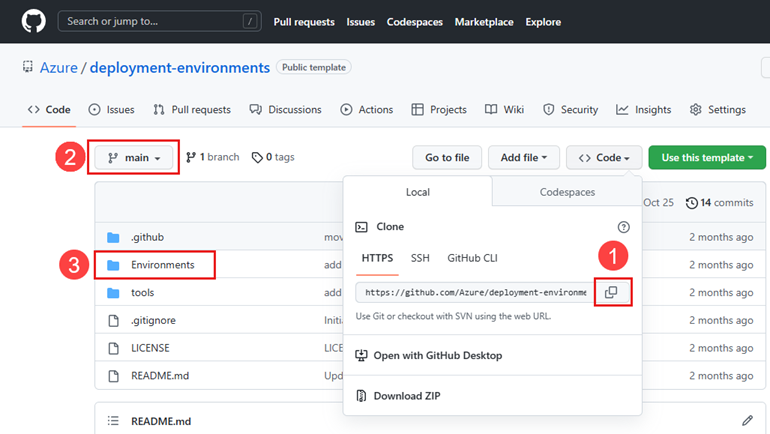 Search or jump to... /
Pull requests Issues Codespaces Marketplace Explore
Azure / deployment-environments Public template
Code Issues Pull requests Discussions Actions Projects Wiki Security Insights Settings
2 main 1 branch 0 tags Go to file Add file Code Use this template
Local Codespaces
Oct 25 14 commits
Clone ?
.github mov 2 months ago
HTTPS SSH GitHub CLI 1
3 Environments add 2 months ago
tools add 2 months ago
https://github.com/Azure/deployment-environme
.gitignore Initia 2 months ago
Use Git or checkout with SVN using the web URL.
LICENSE LICE 2 months ago
Open with GitHub Desktop
README.md Upd 2 months ago
Download ZIP
README.md